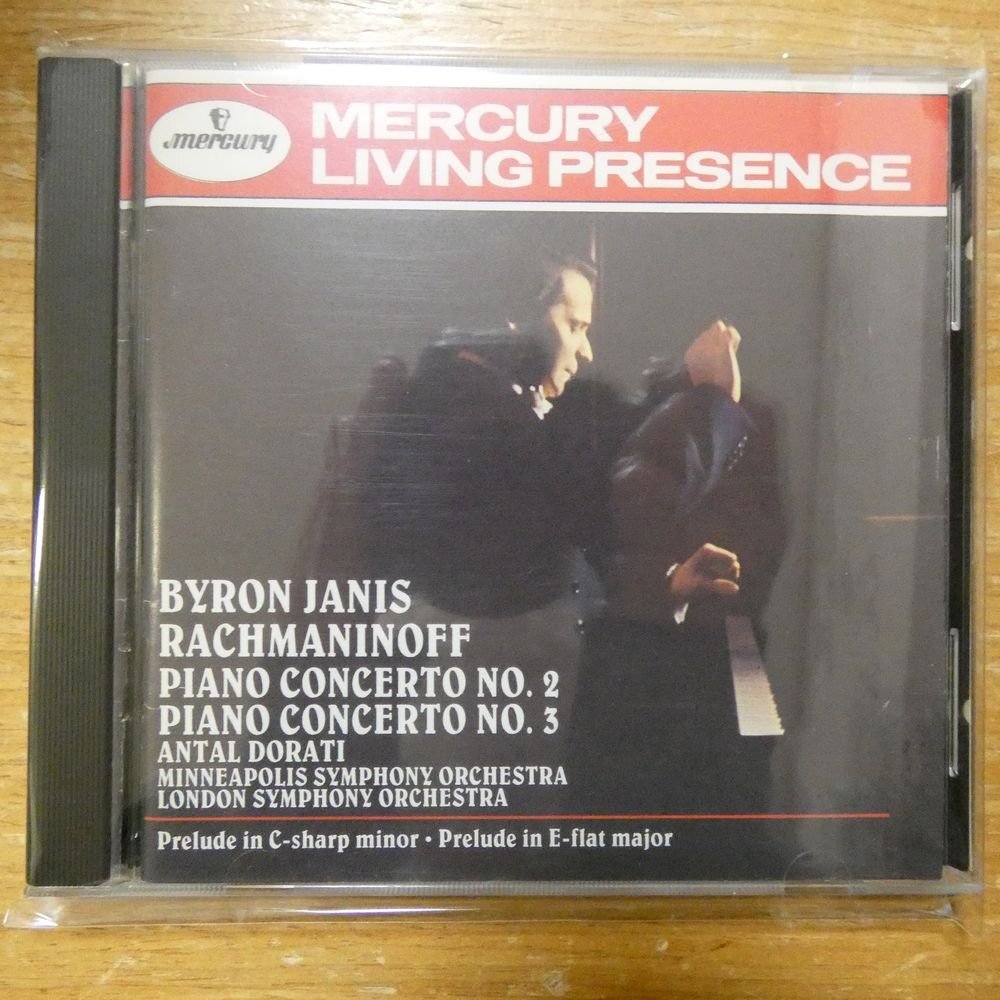 mercury
MERCURY
LIVING PRESENCE
BYRON JANIS
RACHMANINOFF
PIANO CONCERTO NO. 2
PIANO CONCERTO NO. 3
ANTAL DORATI
MINNEAPOLIS SYMPHONY ORCHESTRA
LONDON SYMPHONY ORCHESTRA
Prelude in C-sharp minor • Prelude in E-flat major